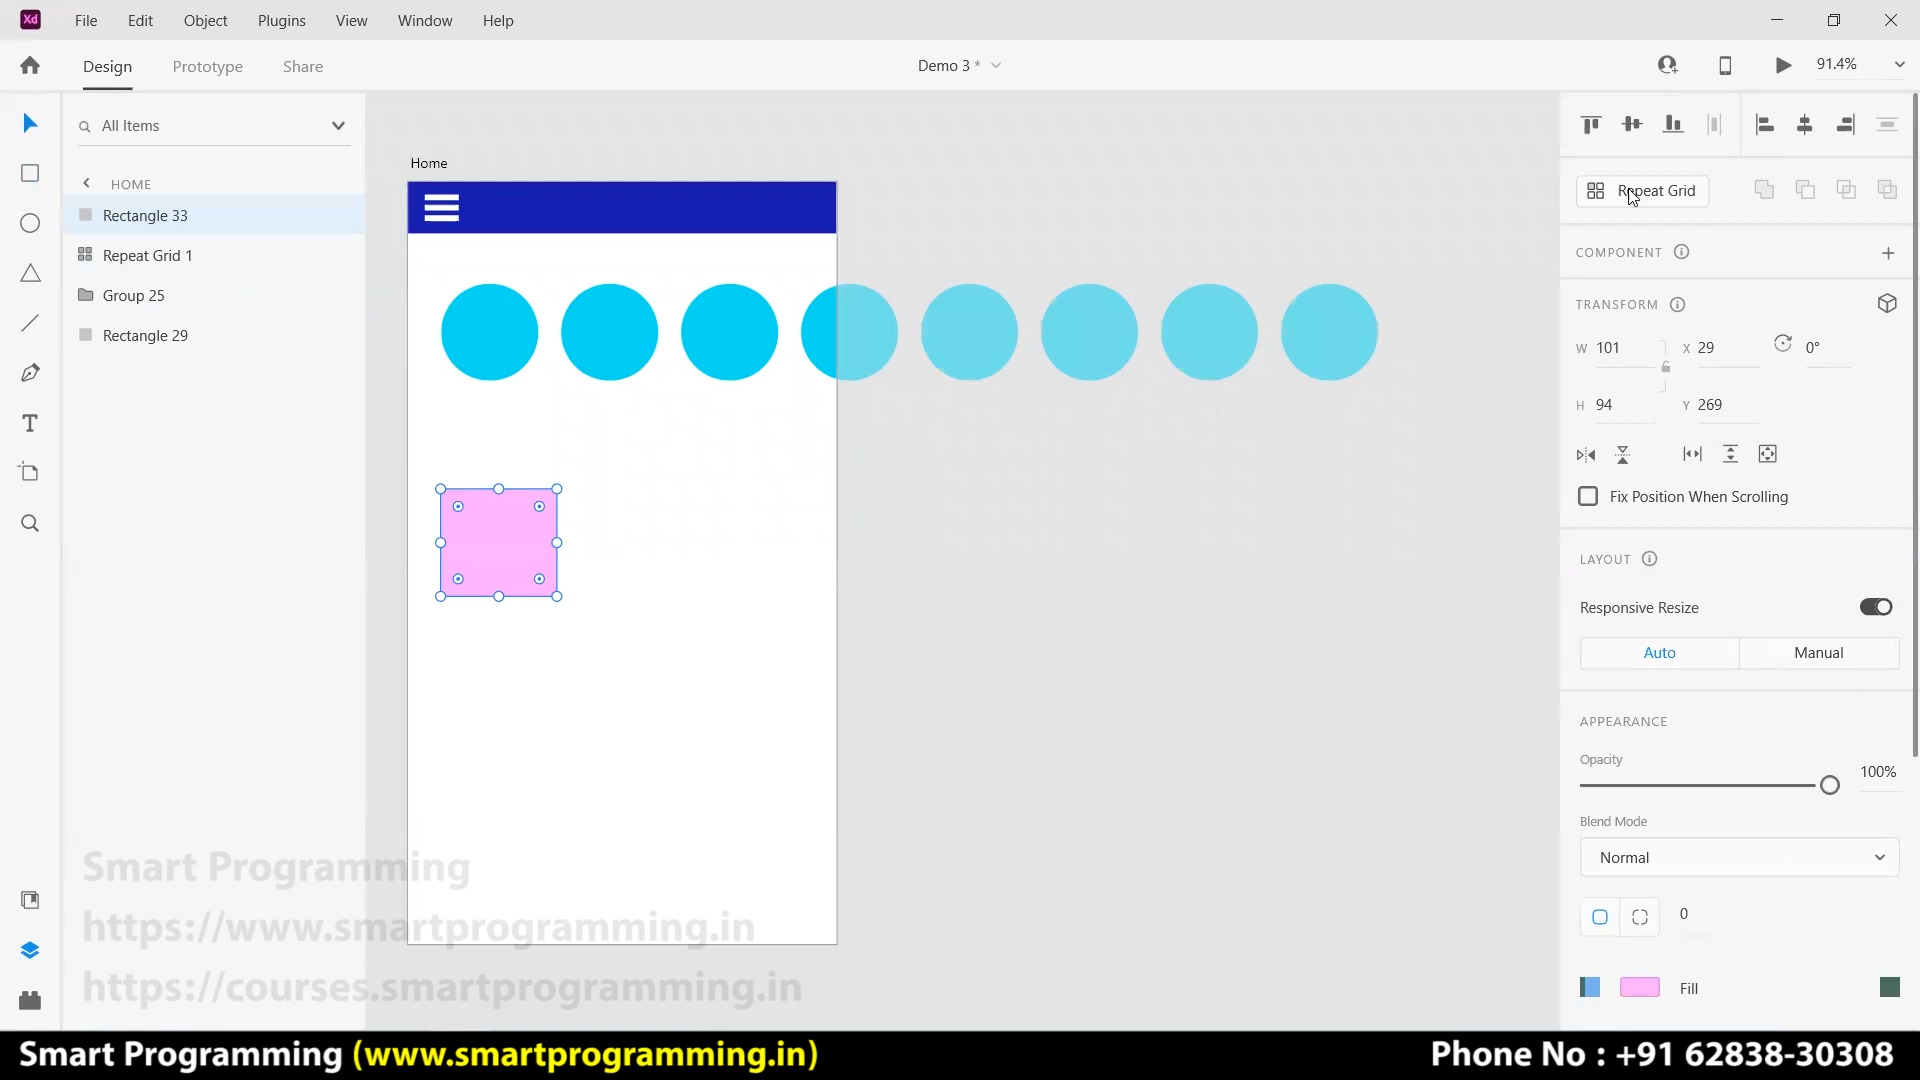 Xd File Edit Object Plugins View Window Help
Design Prototype Share Demo 3 * 91.4%
All Items
HOME
Rectangle 33
Repeat Grid 1
Group 25
Rectangle 29
Home
Repeat Grid
COMPONENT
TRANSFORM
W 101 X 29 0°
H 94 Y 269
Fix Position When Scrolling
LAYOUT
Responsive Resize
Auto Manual
APPEARANCE
Opacity
100%
Blend Mode
Normal
0
Fill
Smart Programming
https://www.smartprogramming.in
https://courses.smartprogramming.in
Smart Programming (www.smartprogramming.in) Phone No : +91 62838-30308